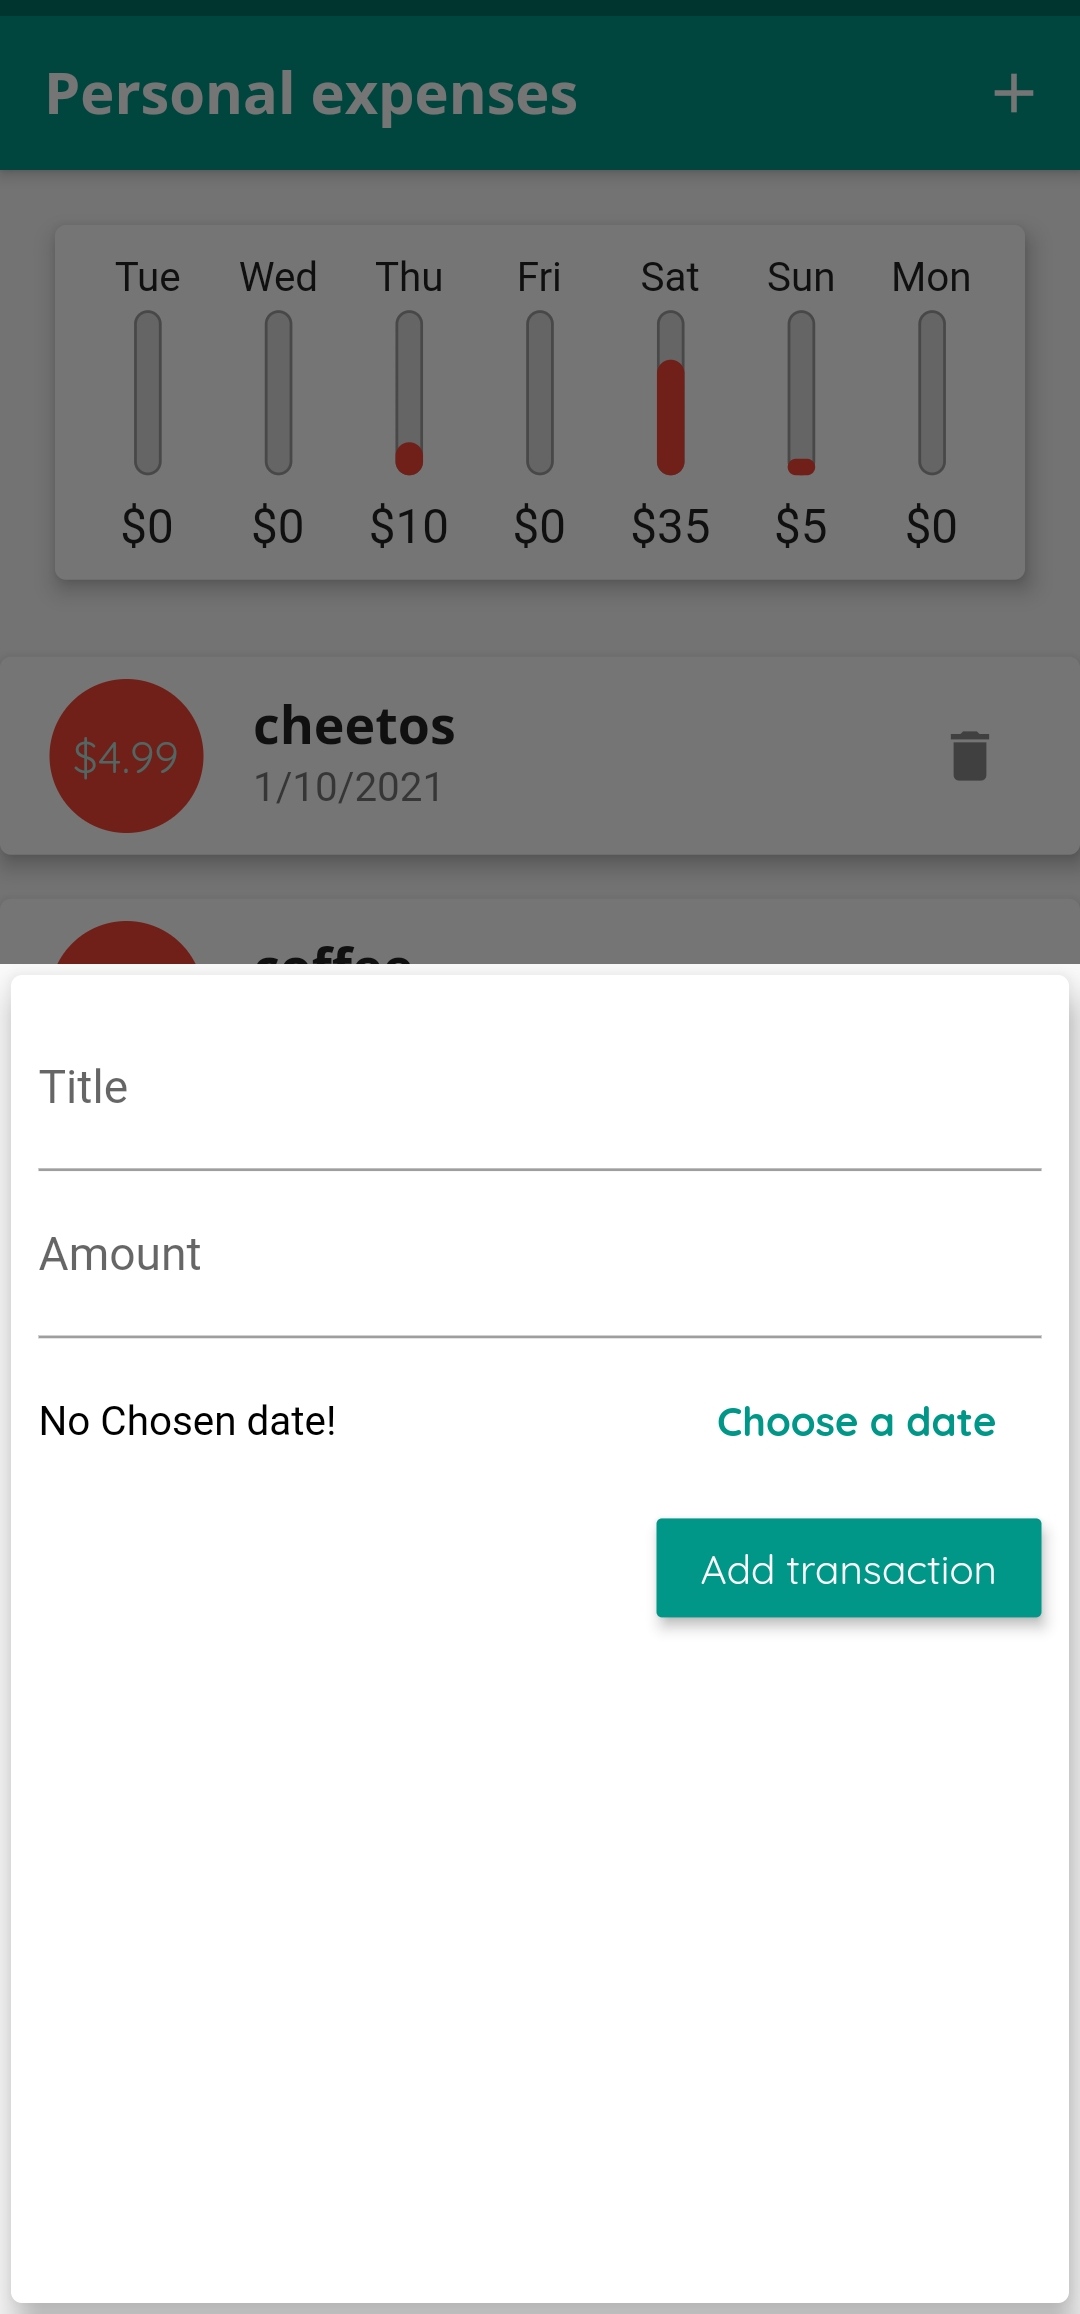 Personal expenses +
Tue Wed Thu Fri Sat Sun Mon
$0 $0 $10 $0 $35 $5 $0
cheetos
$4.99
1/10/2021
coffee
Title
Amount
No Chosen date! Choose a date
Add transaction